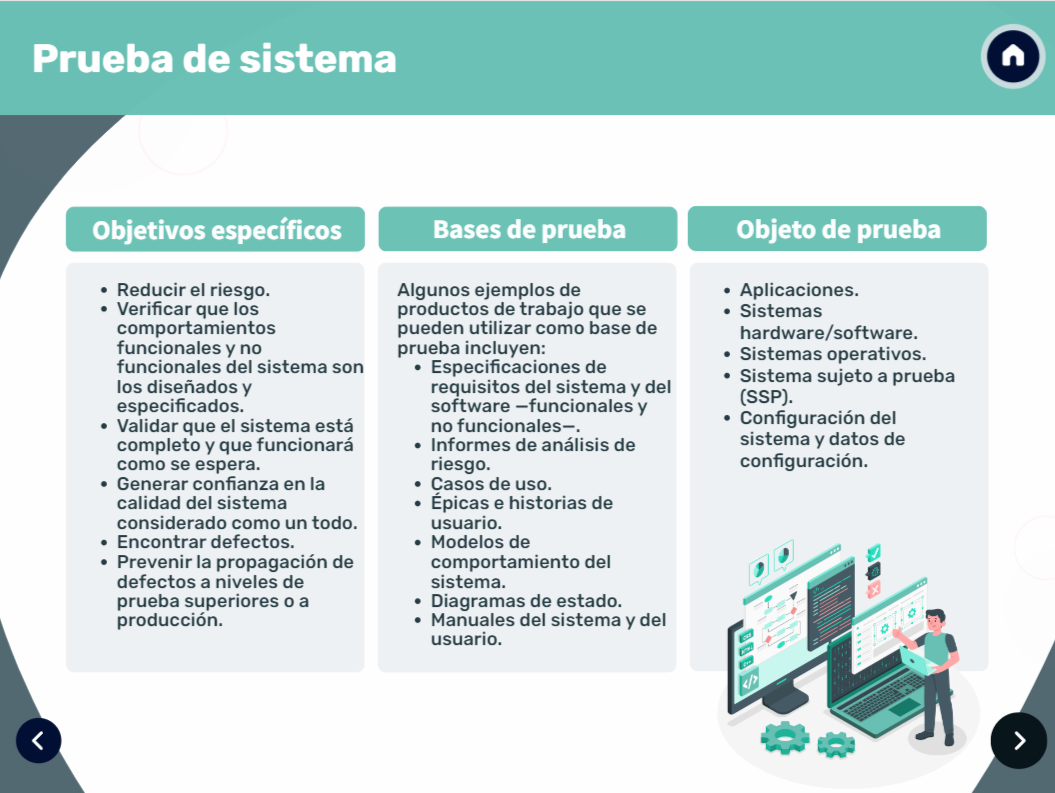 Prueba de sistema
Objetivos específicos
• Reducir el riesgo.
• Verificar que los
comportamientos
funcionales y no
funcionales del sistema son
los diseñados y
especificados.
• Validar que el sistema está
completo y que funcionará
como se espera.
• Generar confianza en la
calidad del sistema
considerado como un todo.
• Encontrar defectos.
• Prevenir la propagación de
defectos a niveles de
prueba superiores o a
producción.
Bases de prueba
Algunos ejemplos de
productos de trabajo que se
pueden utilizar como base de
prueba incluyen:
• Especificaciones de
requisitos del sistema y del
software —funcionales y
no funcionales—.
• Informes de análisis de
riesgo.
• Casos de uso.
• Épicas e historias de
usuario.
• Modelos de
comportamiento del
sistema.
• Diagramas de estado.
• Manuales del sistema y del
usuario.
Objeto de prueba
• Aplicaciones.
• Sistemas
hardware/software.
• Sistemas operativos.
• Sistema sujeto a prueba
(SSP).
• Configuración del
sistema y datos de
configuración.